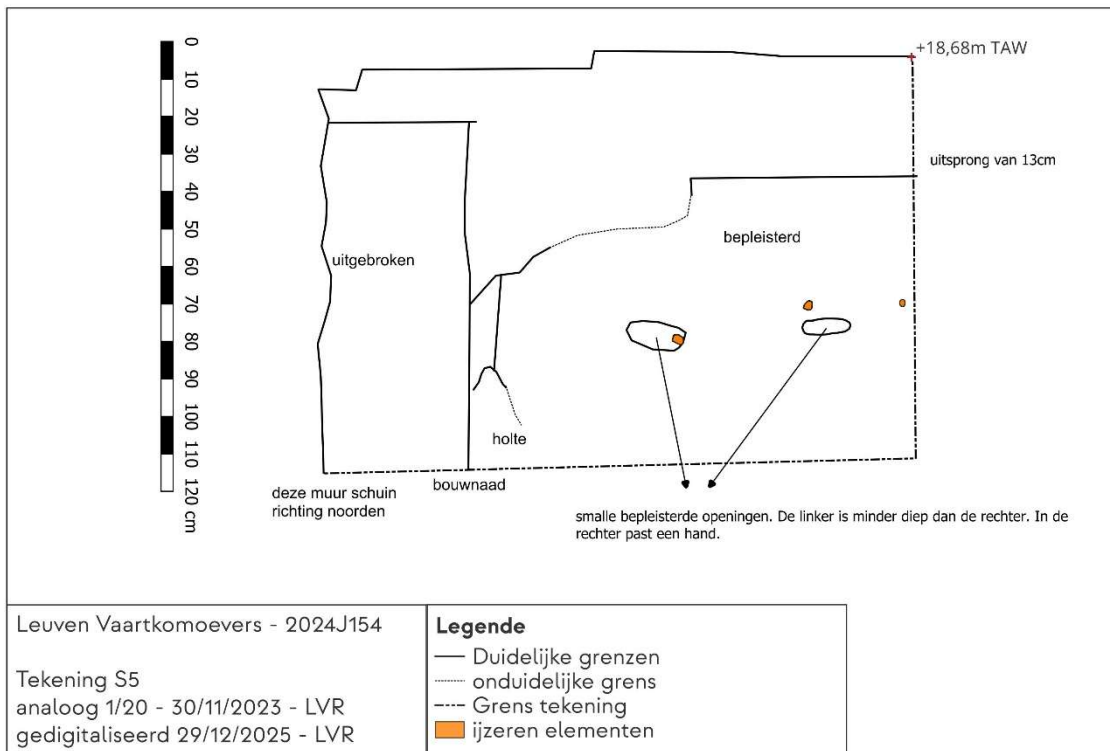 0
10
20
30
40
50
60
70
80
90
100
110
120 cm
+18,68m TAW
uitsprong van 13cm
bepleisterd
uitgebroken
holte
bouwnaad
deze muur schuin
richting noorden
smalle bepleisterde openingen. De linker is minder diep dan de rechter. In de
rechter past een hand.
Leuven Vaartkomoevers - 2024J154
Tekening S5
analoog 1/20 - 30/11/2023 - LVR
gedigitaliseerd 29/12/2025 - LVR
Legende
Duidelijke grenzen
onduidelijke grens
Grens tekening
ijzeren elementen